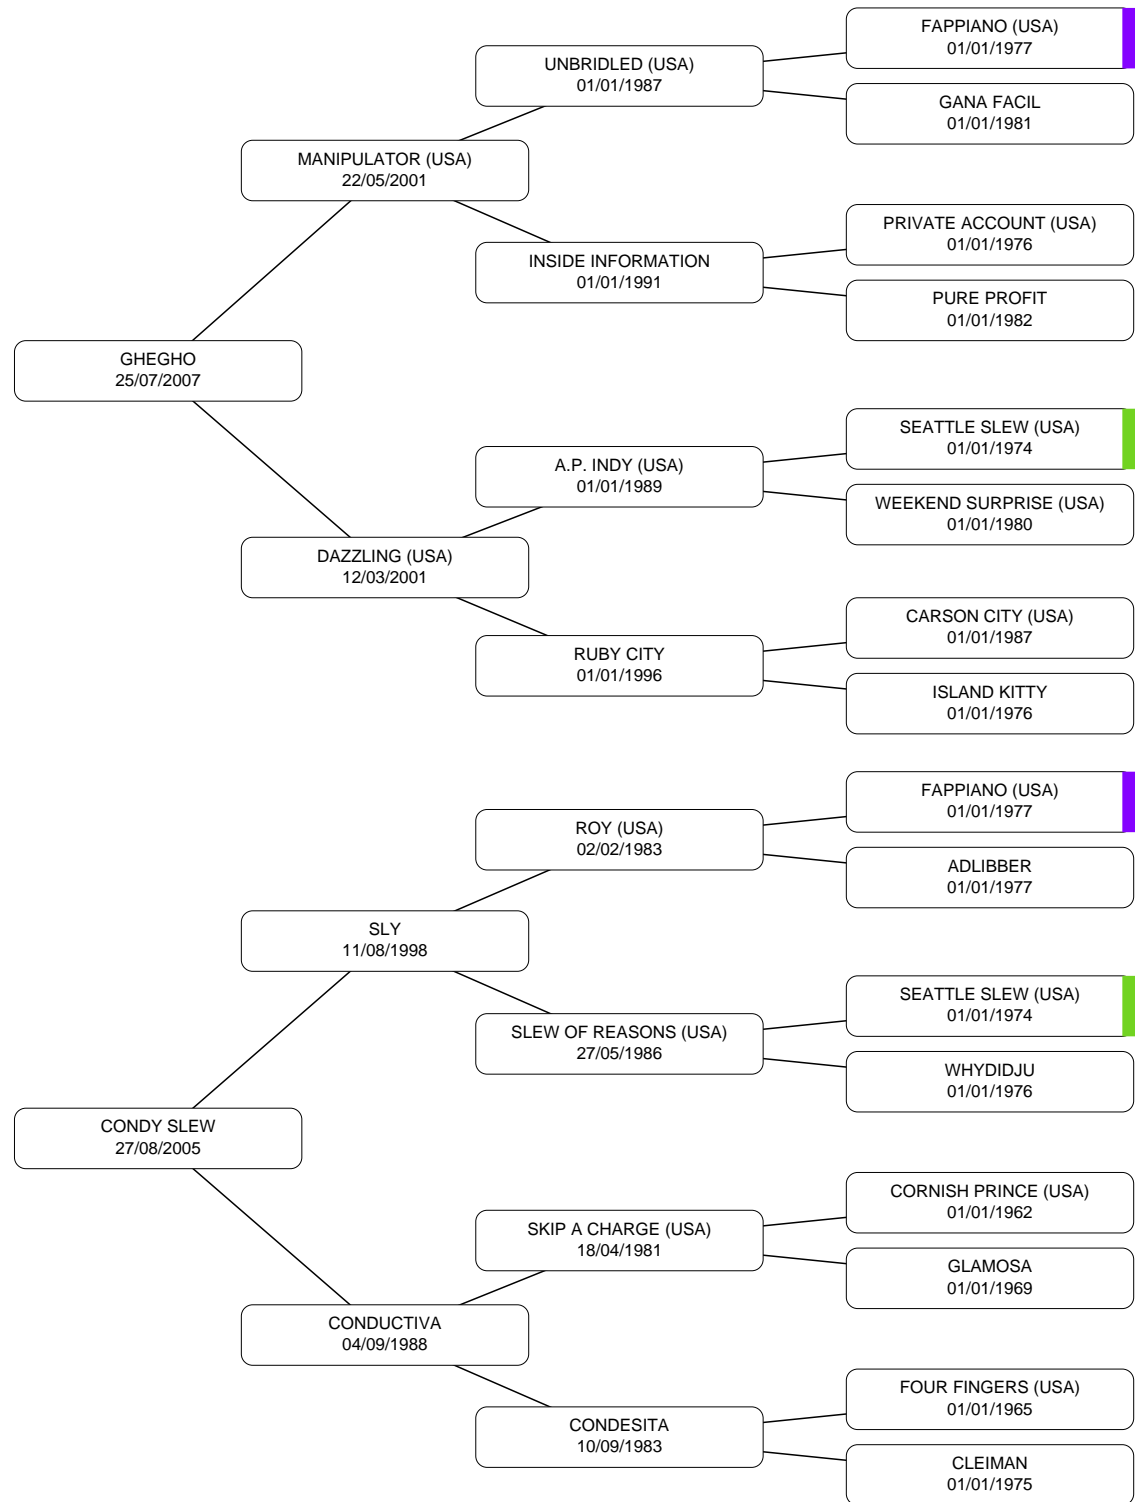 FAPPIANO (USA)
01/01/1977
UNBRIDLED (USA)
01/01/1987
GANA FACIL
01/01/1981
MANIPULATOR (USA)
22/05/2001
PRIVATE ACCOUNT (USA)
01/01/1976
INSIDE INFORMATION
01/01/1991
PURE PROFIT
01/01/1982
GHEGHO
25/07/2007
SEATTLE SLEW (USA)
01/01/1974
A.P. INDY (USA)
01/01/1989
WEEKEND SURPRISE (USA)
01/01/1980
DAZZLING (USA)
12/03/2001
CARSON CITY (USA)
01/01/1987
RUBY CITY
01/01/1996
ISLAND KITTY
01/01/1976
FAPPIANO (USA)
01/01/1977
ROY (USA)
02/02/1983
ADLIBBER
01/01/1977
SLY
11/08/1998
SEATTLE SLEW (USA)
01/01/1974
SLEW OF REASONS (USA)
27/05/1986
WHYDIDJU
01/01/1976
CONDY SLEW
27/08/2005
CORNISH PRINCE (USA)
01/01/1962
SKIP A CHARGE (USA)
18/04/1981
GLAMOSA
01/01/1969
CONDUCTIVA
04/09/1988
FOUR FINGERS (USA)
01/01/1965
CONDESITA
10/09/1983
CLEIMAN
01/01/1975